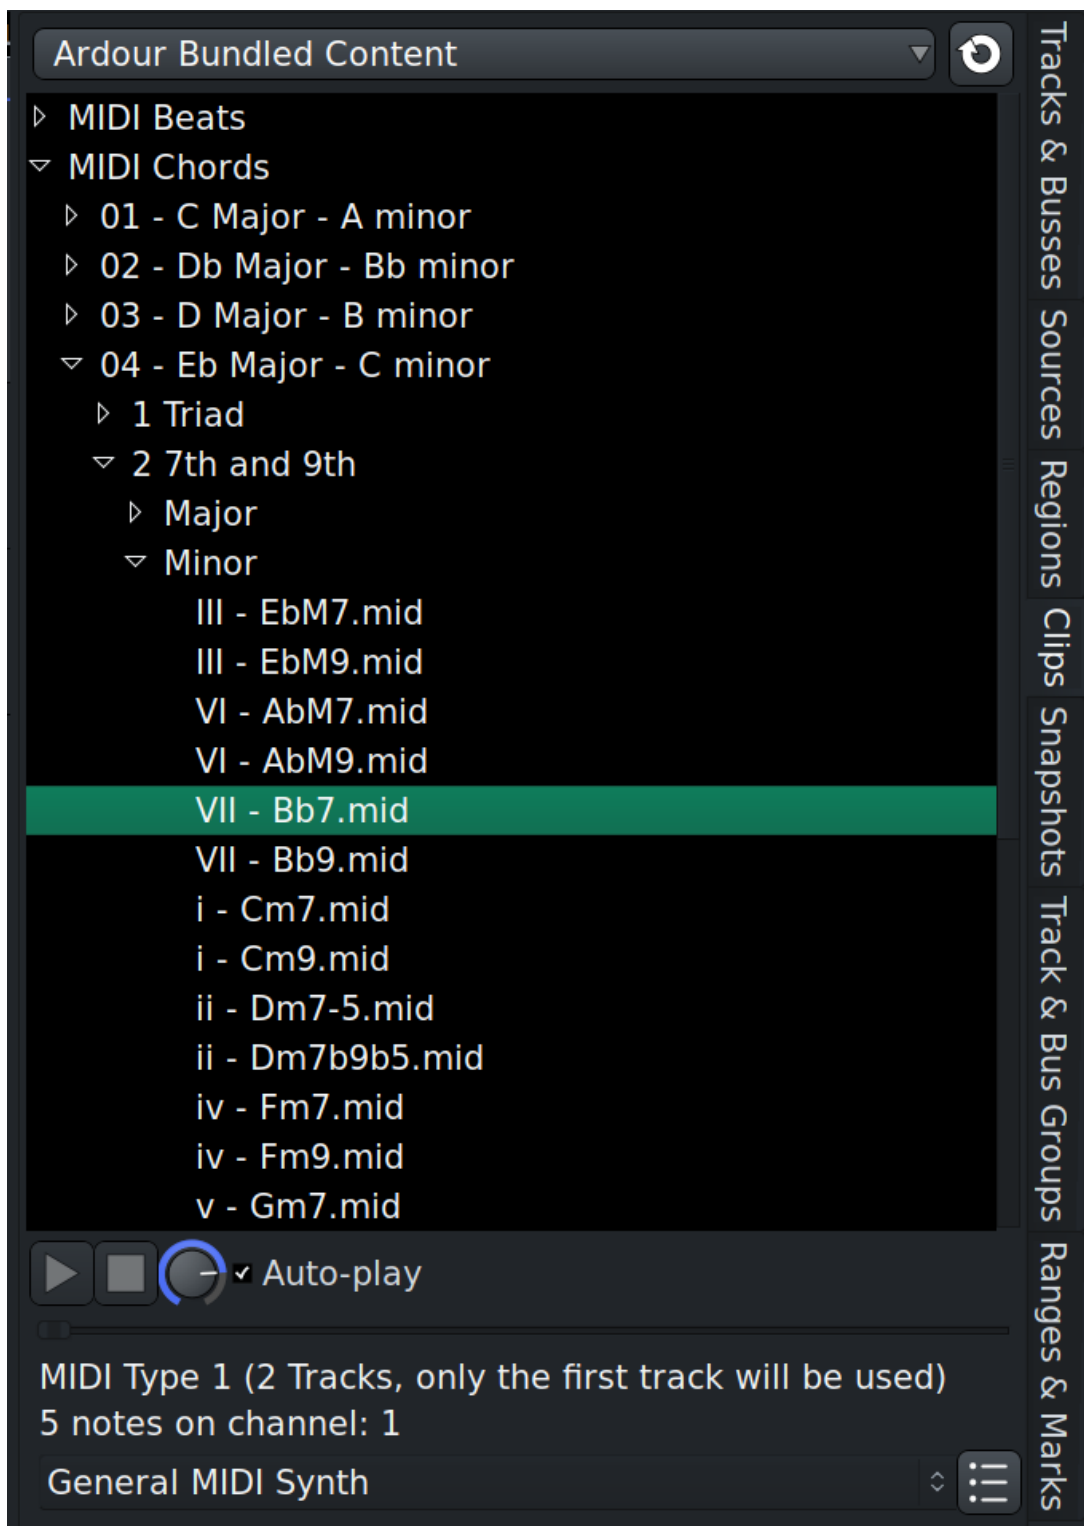 Ardour Bundled Content
MIDI Beats
MIDI Chords
01 - C Major - A minor
02 - Db Major - Bb minor
03 - D Major - B minor
04 - Eb Major - C minor
1 Triad
2 7th and 9th
Major
Minor
III - EbM7.mid
III - EbM9.mid
VI - AbM7.mid
VI - AbM9.mid
VII - Bb7.mid
VII - Bb9.mid
i - Cm7.mid
i - Cm9.mid
ii - Dm7-5.mid
ii - Dm7b9b5.mid
iv - Fm7.mid
iv - Fm9.mid
v - Gm7.mid
Auto-play
MIDI Type 1 (2 Tracks, only the first track will be used)
5 notes on channel: 1
General MIDI Synth
Tracks & Busses
Sources
Regions
Clips
Snapshots
Track & Bus Groups
Ranges & Marks